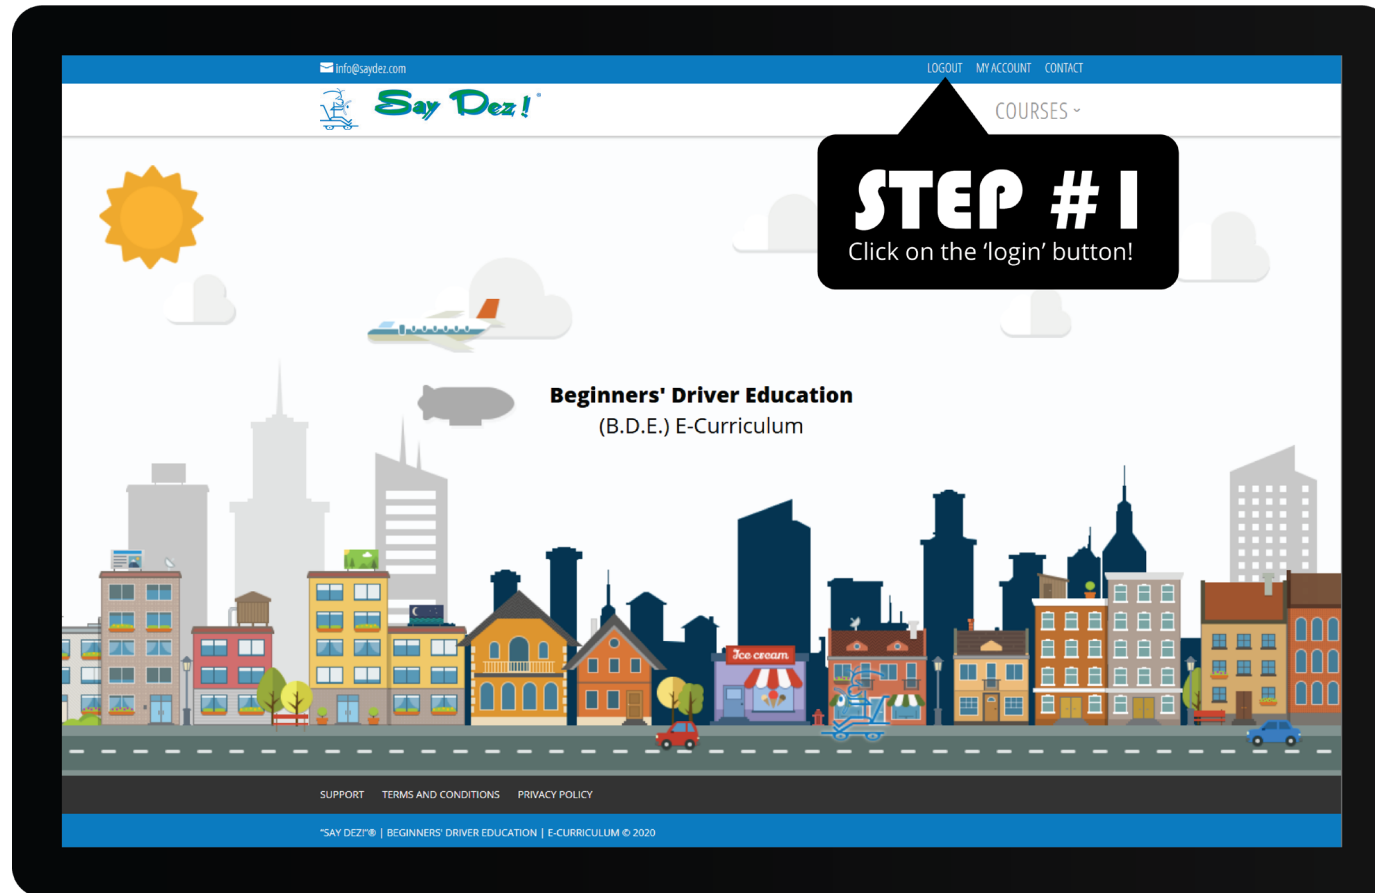 info@saydez.com
LOGOUT MY ACCOUNT CONTACT
Say Dez!®
COURSES
STEP #1
Click on the ‘login’ button!
Beginners' Driver Education
(B.D.E.) E-Curriculum
Ice cream
SUPPORT TERMS AND CONDITIONS PRIVACY POLICY
"SAY DEZ!"® | BEGINNERS' DRIVER EDUCATION | E-CURRICULUM © 2020